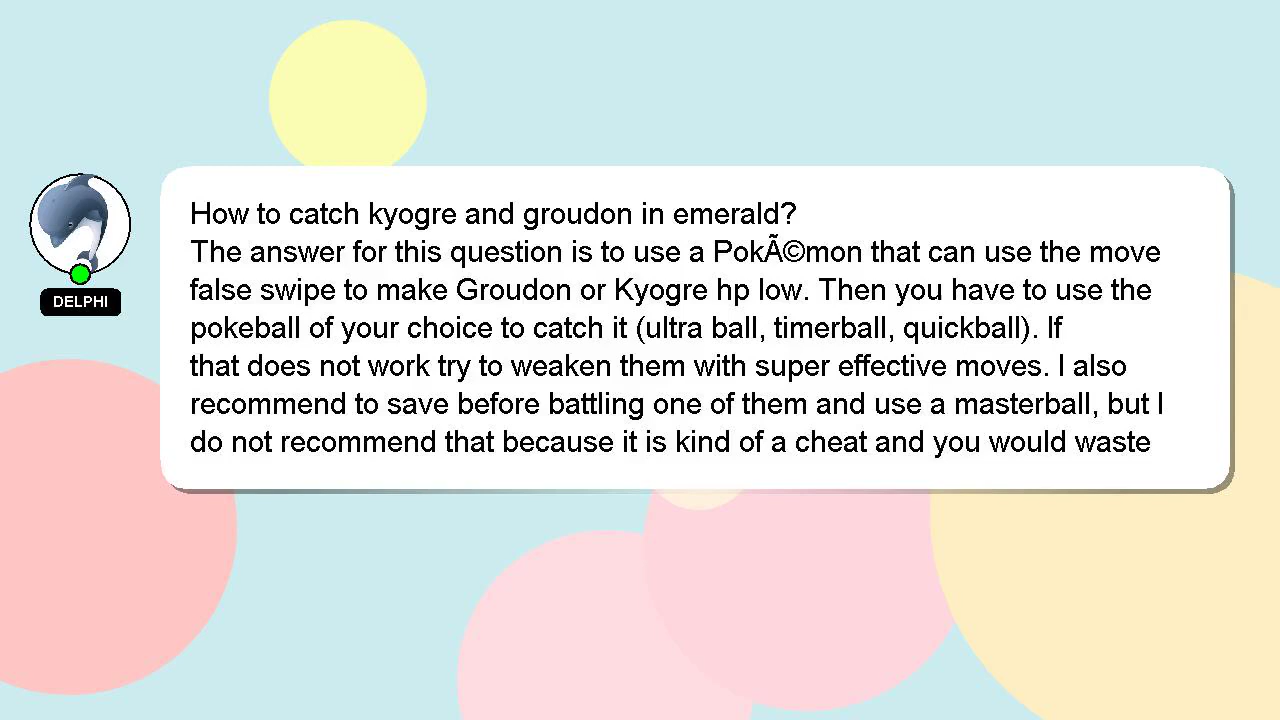 How to catch kyogre and groudon in emerald?
The answer for this question is to use a PokÃ©mon that can use the move
false swipe to make Groudon or Kyogre hp low. Then you have to use the
pokeball of your choice to catch it (ultra ball, timerball, quickball). If
that does not work try to weaken them with super effective moves. I also
recommend to save before battling one of them and use a masterball, but I
do not recommend that because it is kind of a cheat and you would waste
DELPHI